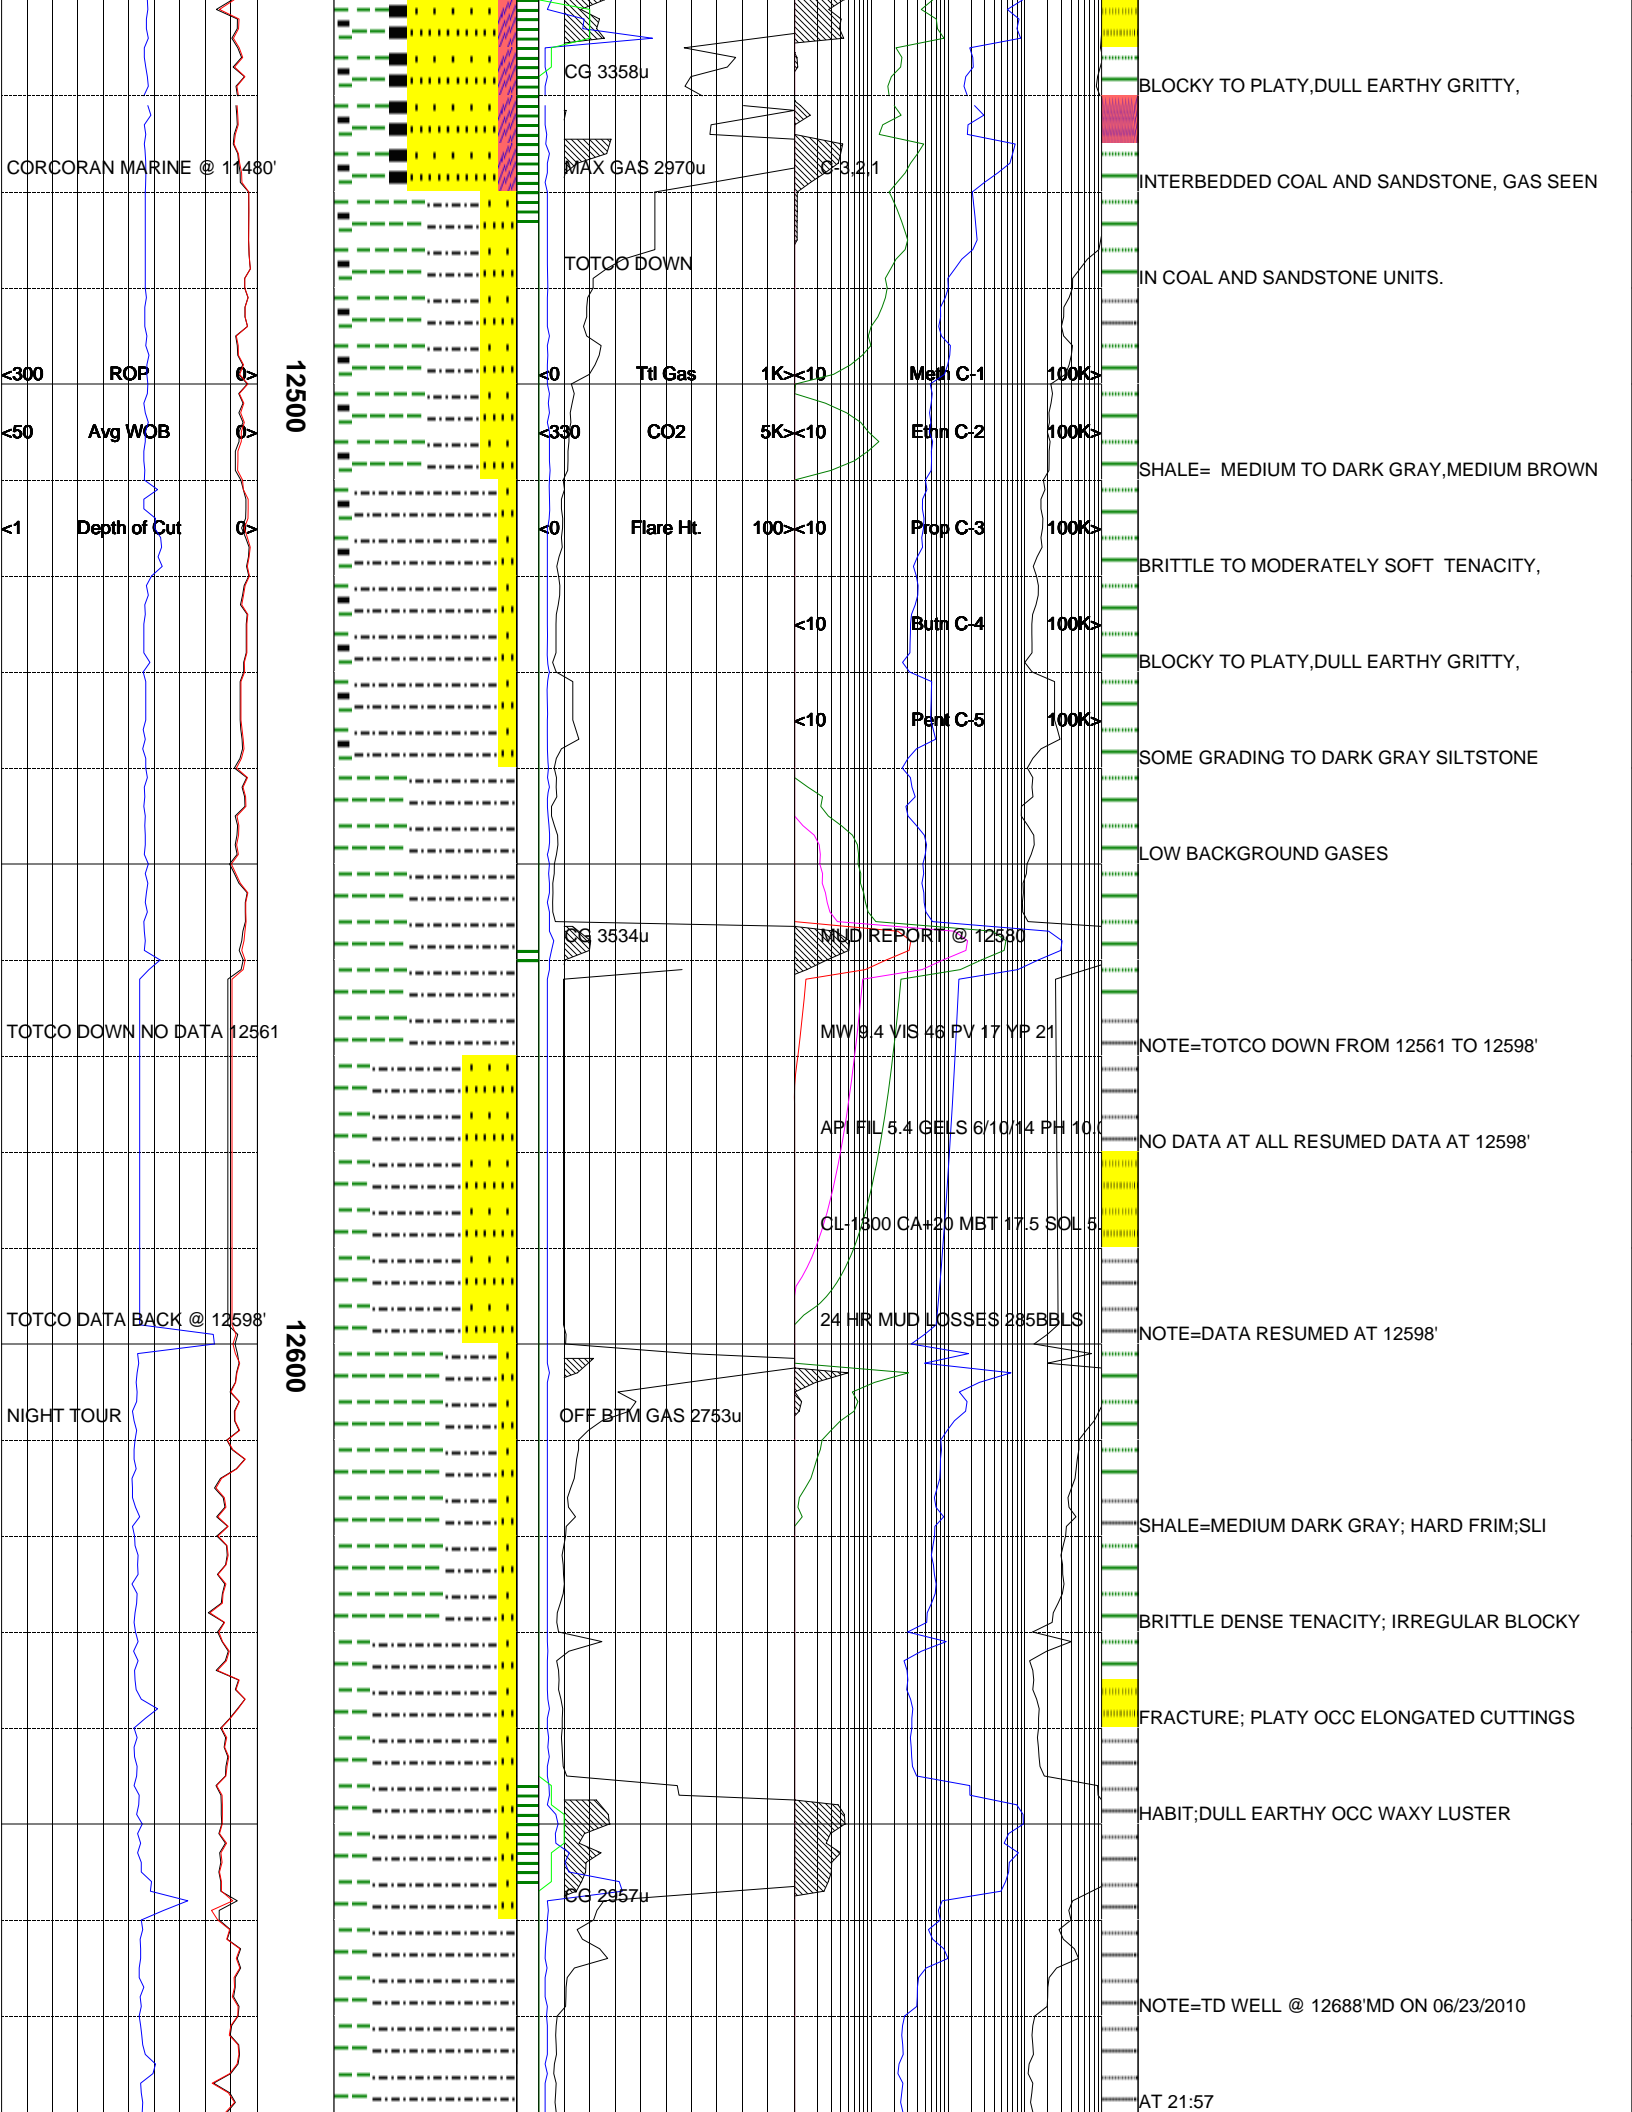 CG 3358u
BLOCKY TO PLATY,DULL EARTHY GRITTY,
CORCORAN MARINE @ 11480'
MAX GAS 2970u
C-3,2,1
INTERBEDDED COAL AND SANDSTONE, GAS SEEN
TOTCO DOWN
IN COAL AND SANDSTONE UNITS.
<300 ROP 0>
12500
<0 Ttl Gas 1K>
<10 Meth C-1 100K>
<50 Avg WOB 0>
<330 CO2 5K>
<10 Ethn C-2 100K>
SHALE=  MEDIUM TO DARK GRAY,MEDIUM BROWN
<1 Depth of Cut 0>
<0 Flare Ht. 100>
<10 Prop C-3 100K>
BRITTLE TO MODERATELY SOFT  TENACITY,
<10 Butn C-4 100K>
BLOCKY TO PLATY,DULL EARTHY GRITTY,
<10 Pent C-5 100K>
SOME GRADING TO DARK GRAY SILTSTONE
LOW BACKGROUND GASES
CG 3534u
MUD REPORT @ 12580
TOTCO DOWN NO DATA 12561
MW 9.4 VIS 46 PV 17 YP 21
NOTE=TOTCO DOWN FROM 12561 TO 12598'
API FIL 5.4 GELS 6/10/14 PH 10.
NO DATA AT ALL RESUMED DATA AT 12598'
CL-1300 CA+20 MBT 17.5 SOL 5.
TOTCO DATA BACK @ 12598'
12600
24 HR MUD LOSSES 285BBLS
NOTE=DATA RESUMED AT 12598'
NIGHT TOUR
OFF BTM GAS 2753u
SHALE=MEDIUM DARK GRAY; HARD FRIM;SLI
BRITTLE DENSE TENACITY; IRREGULAR BLOCKY
FRACTURE; PLATY OCC ELONGATED CUTTINGS
HABIT;DULL EARTHY OCC WAXY LUSTER
CG 2957u
NOTE=TD WELL @ 12688'MD ON 06/23/2010
AT 21:57